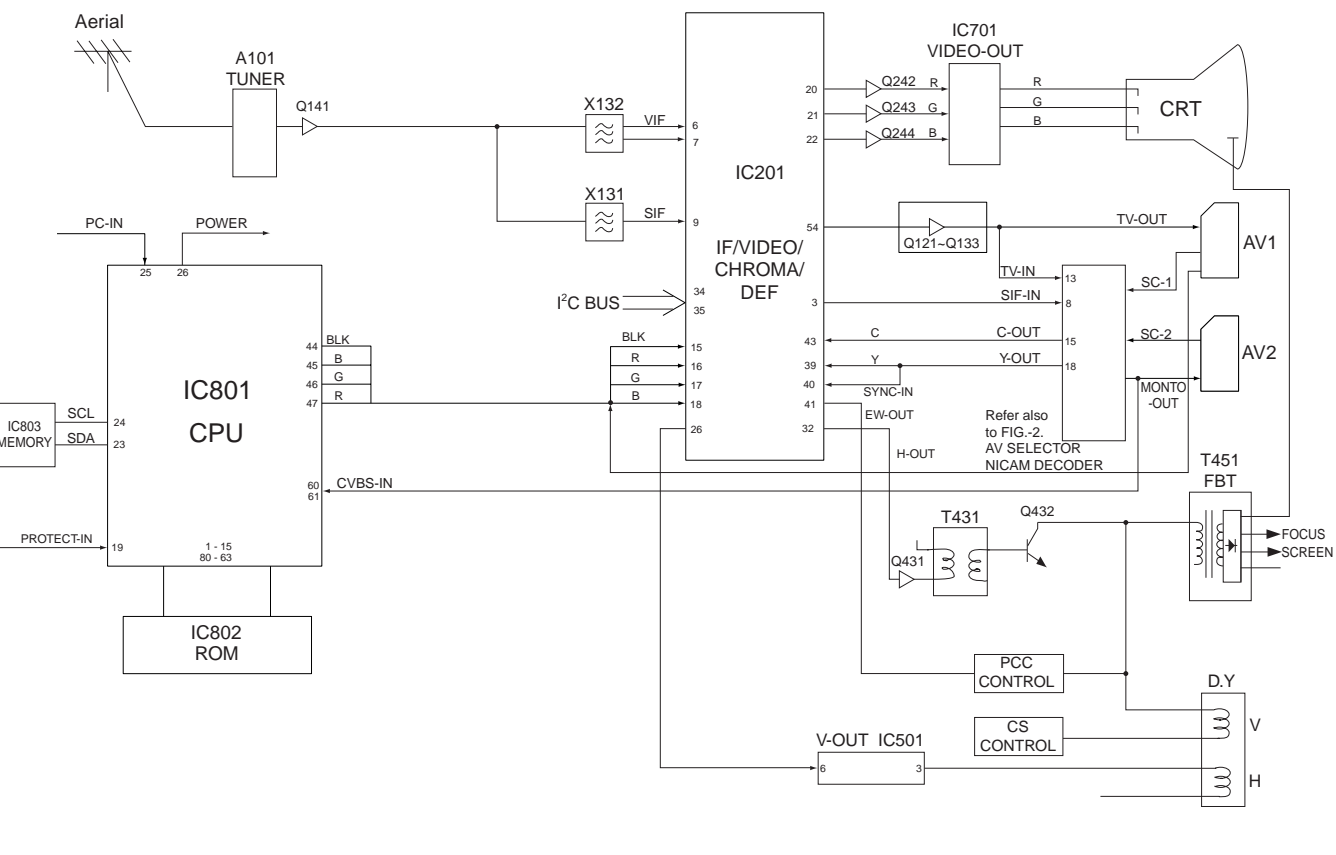 Aerial
A101
TUNER
Q141
X132
VIF
6
7
X131
SIF
9
IC201
IF/VIDEO/
CHROMA/
DEF
20
21
22
Q242
R
Q243
G
Q244
B
IC701
VIDEO-OUT
R
G
B
CRT
54
Q121~Q133
TV-OUT
AV1
TV-IN
13
SC-1
3
SIF-IN
8
43
C
C-OUT
15
SC-2
AV2
39
Y
Y-OUT
18
40
SYNC-IN
MONTO
-OUT
41
EW-OUT
32
H-OUT
Refer also
to FIG.-2.
AV SELECTOR
NICAM DECODER
I²C BUS
34
35
BLK
15
R
16
G
17
B
18
26
PC-IN
POWER
25
26
44
BLK
45
B
46
G
47
R
IC801
CPU
IC803
MEMORY
SCL
24
SDA
23
60
61
CVBS-IN
PROTECT-IN
19
1 - 15
80 - 63
IC802
ROM
T431
Q431
Q432
T451
FBT
FOCUS
SCREEN
PCC
CONTROL
CS
CONTROL
D.Y
V
H
V-OUT IC501
6
3